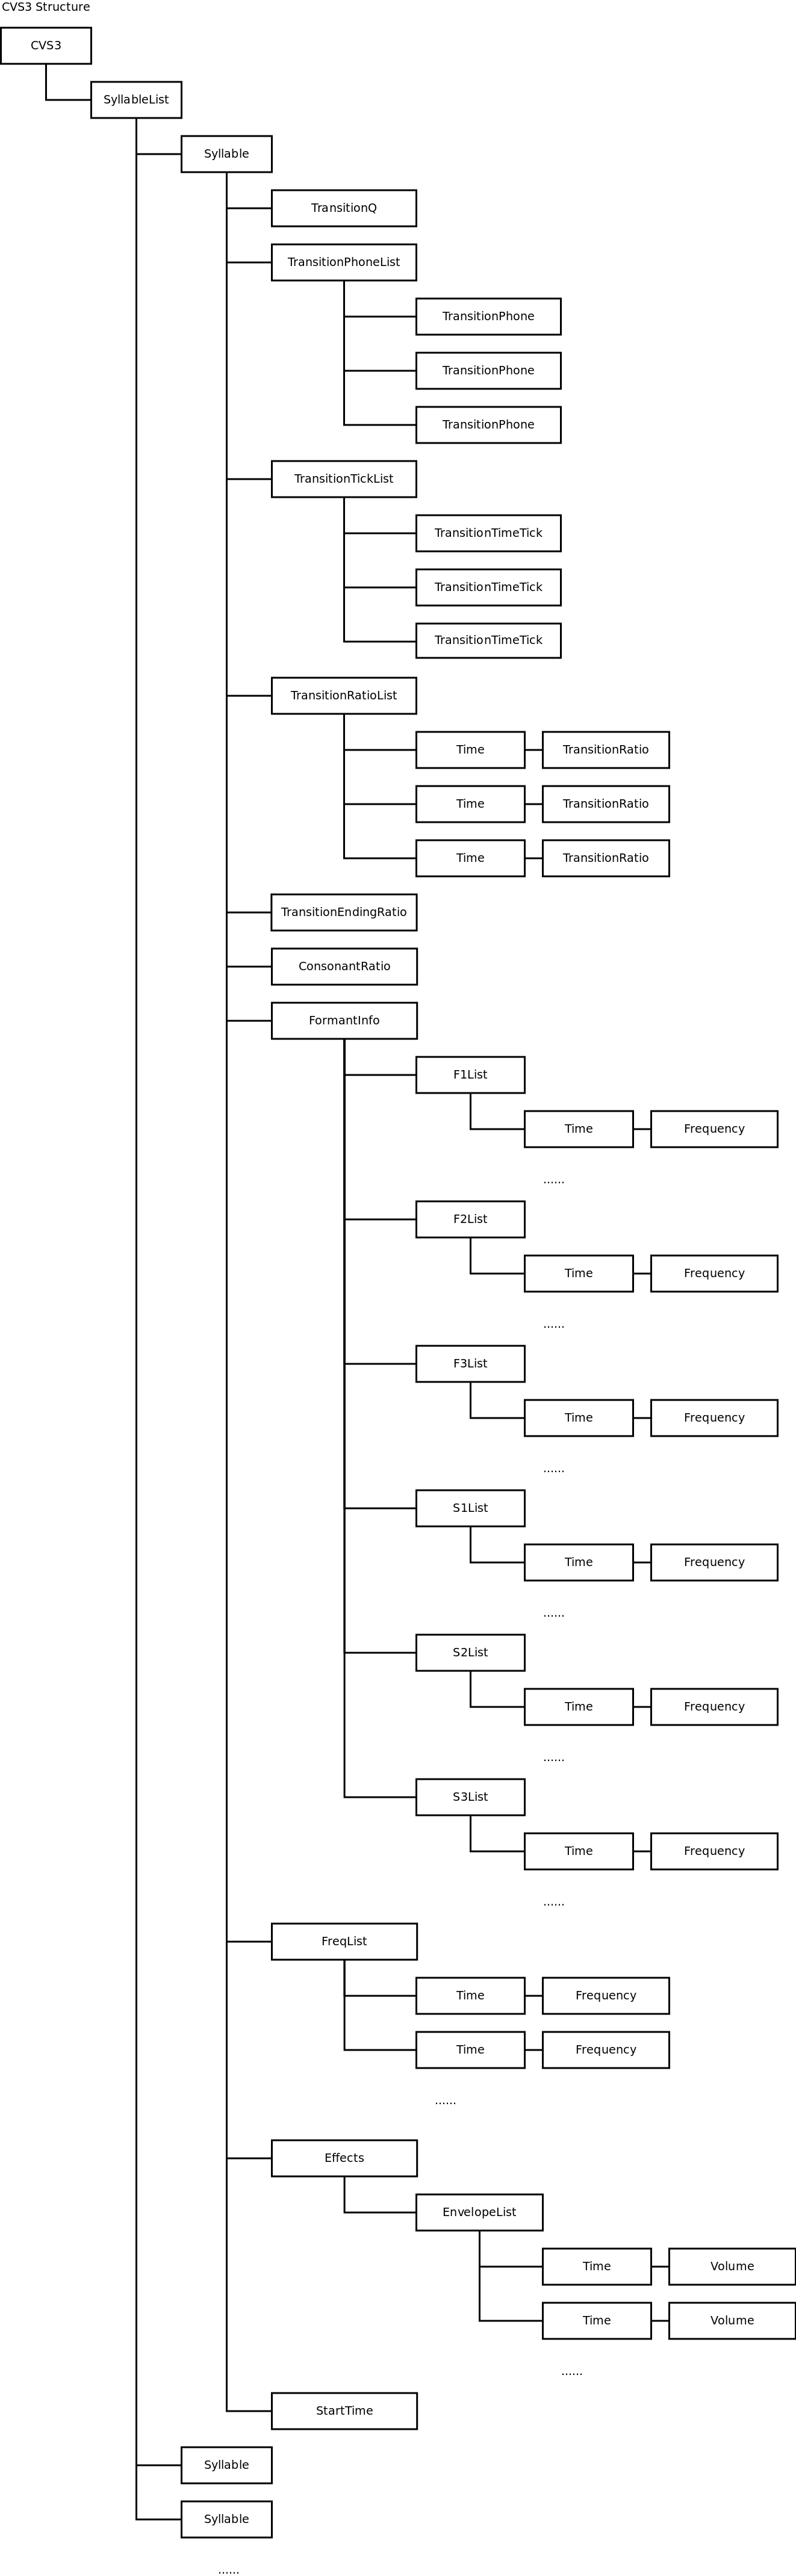 CVS3 Structure
CVS3
SyllableList
Syllable
TransitionQ
TransitionPhoneList
TransitionPhone
TransitionPhone
TransitionPhone
TransitionTickList
TransitionTimeTick
TransitionTimeTick
TransitionTimeTick
TransitionRatioList
Time TransitionRatio
Time TransitionRatio
Time TransitionRatio
TransitionEndingRatio
ConsonantRatio
FormantInfo
F1List
Time Frequency
......
F2List
Time Frequency
......
F3List
Time Frequency
......
S1List
Time Frequency
......
S2List
Time Frequency
......
S3List
Time Frequency
......
FreqList
Time Frequency
Time Frequency
......
Effects
EnvelopeList
Time Volume
Time Volume
......
StartTime
Syllable
Syllable
......